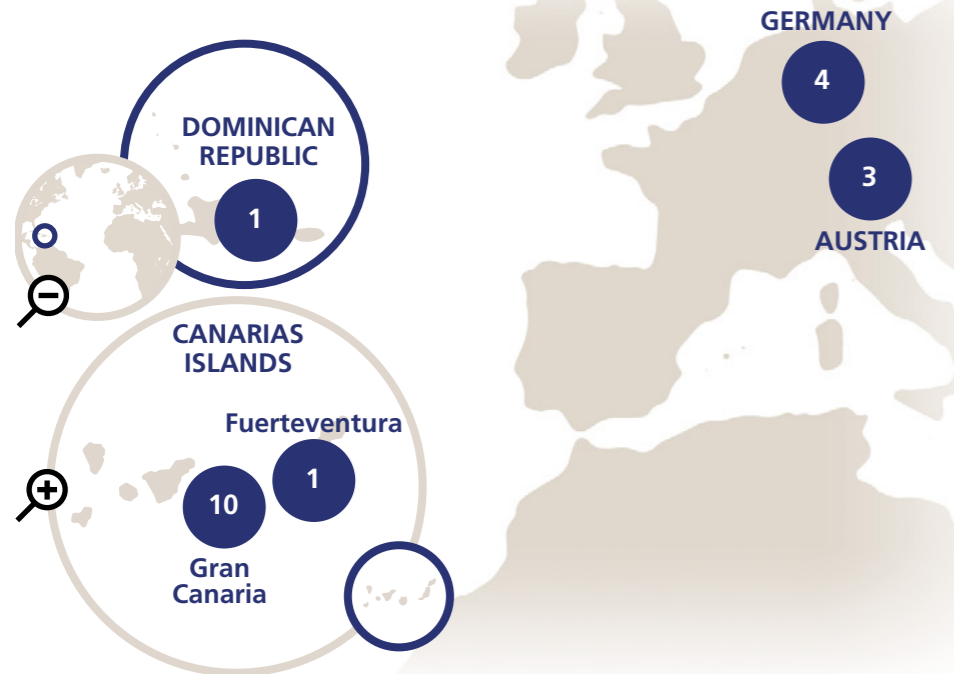 GERMANY
4
DOMINICAN
REPUBLIC
1
3
AUSTRIA
CANARIAS
ISLANDS
Fuerteventura
1
10
Gran
Canaria